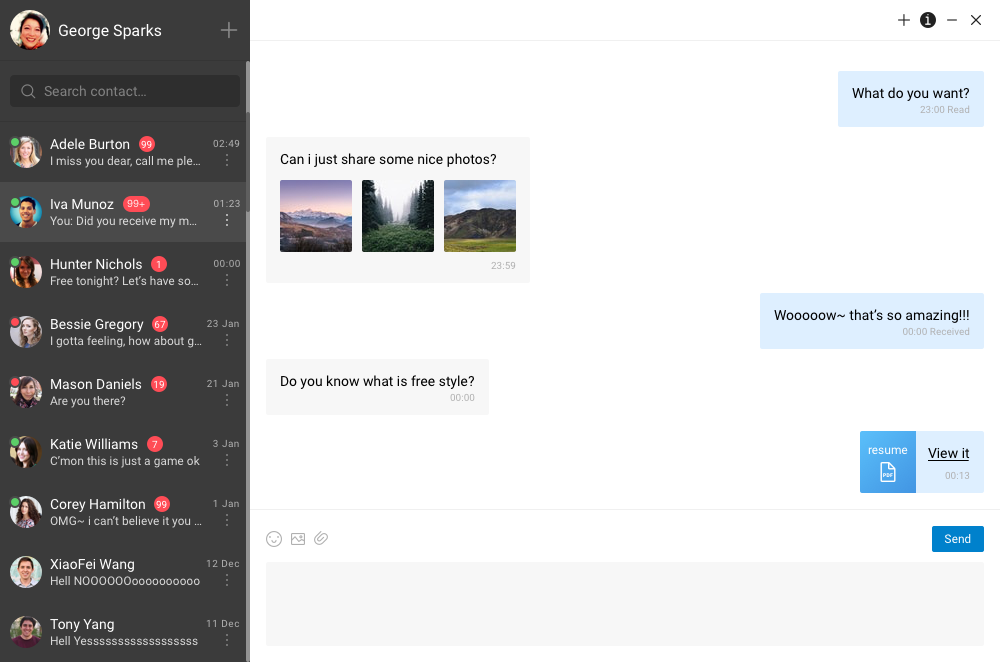 George Sparks
Search contact…
Adele Burton 99 02:49
I miss you dear, call me ple…
Iva Munoz 99+ 01:23
You: Did you receive my m…
Hunter Nichols 1 00:00
Free tonight? Let’s have so…
Bessie Gregory 67 23 Jan
I gotta feeling, how about g…
Mason Daniels 19 21 Jan
Are you there?
Katie Williams 7 3 Jan
C’mon this is just a game ok
Corey Hamilton 99 1 Jan
OMG~ i can’t believe it you …
XiaoFei Wang 12 Dec
Hell NOOOOOOoooooooooo
Tony Yang 11 Dec
Hell Yesssssssssssssssssss
What do you want?
23:00 Read
Can i just share some nice photos?
23:59
Wooooow~ that’s so amazing!!!
00:00 Received
Do you know what is free style?
00:00
resume
PDF
View it
00:13
Send